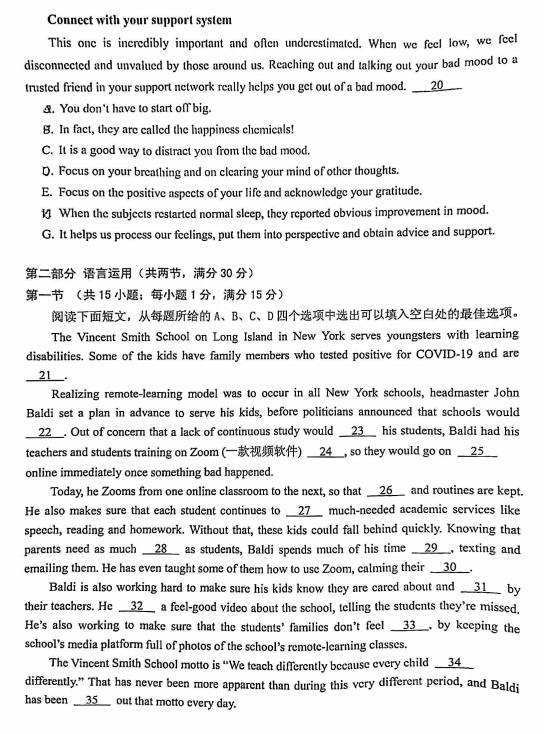 Connect with your support system
This one is incredibly important and often underestimated. When we feel low, we feel
disconnected and unvalued by those around us. Reaching out and talking out your bad mood to a
trusted friend in your support network really helps you get out of a bad mood. 20
A. You don't have to start off big.
B. In fact, they are called the happiness chemicals!
C. It is a good way to distract you from the bad mood.
D. Focus on your breathing and on clearing your mind of other thoughts.
E. Focus on the positive aspects of your life and acknowledge your gratitude.
F. When the subjects restarted normal sleep, they reported obvious improvement in mood.
G. It helps us process our feelings, put them into perspective and obtain advice and support.
第二部分 语言运用（共两节，满分 30 分）
第一节 （共 15 小题；每小题 1 分，满分 15 分）
阅读下面短文，从每题所给的 A、B、C、D 四个选项中选出可以填入空白处的最佳选项。
The Vincent Smith School on Long Island in New York serves youngsters with learning
disabilities. Some of the kids have family members who tested positive for COVID-19 and are
21 .
Realizing remote-learning model was to occur in all New York schools, headmaster John
Baldi set a plan in advance to serve his kids, before politicians announced that schools would
22 . Out of concern that a lack of continuous study would 23 his students, Baldi had his
teachers and students training on Zoom (一款视频软件) 24 , so they would go on 25
online immediately once something bad happened.
Today, he Zooms from one online classroom to the next, so that 26 and routines are kept.
He also makes sure that each student continues to 27 much-needed academic services like
speech, reading and homework. Without that, these kids could fall behind quickly. Knowing that
parents need as much 28 as students, Baldi spends much of his time 29 , texting and
emailing them. He has even taught some of them how to use Zoom, calming their 30 .
Baldi is also working hard to make sure his kids know they are cared about and 31 by
their teachers. He 32 a feel-good video about the school, telling the students they're missed.
He's also working to make sure that the students' families don't feel 33 , by keeping the
school's media platform full of photos of the school's remote-learning classes.
The Vincent Smith School motto is "We teach differently because every child 34
differently." That has never been more apparent than during this very different period, and Baldi
has been 35 out that motto every day.